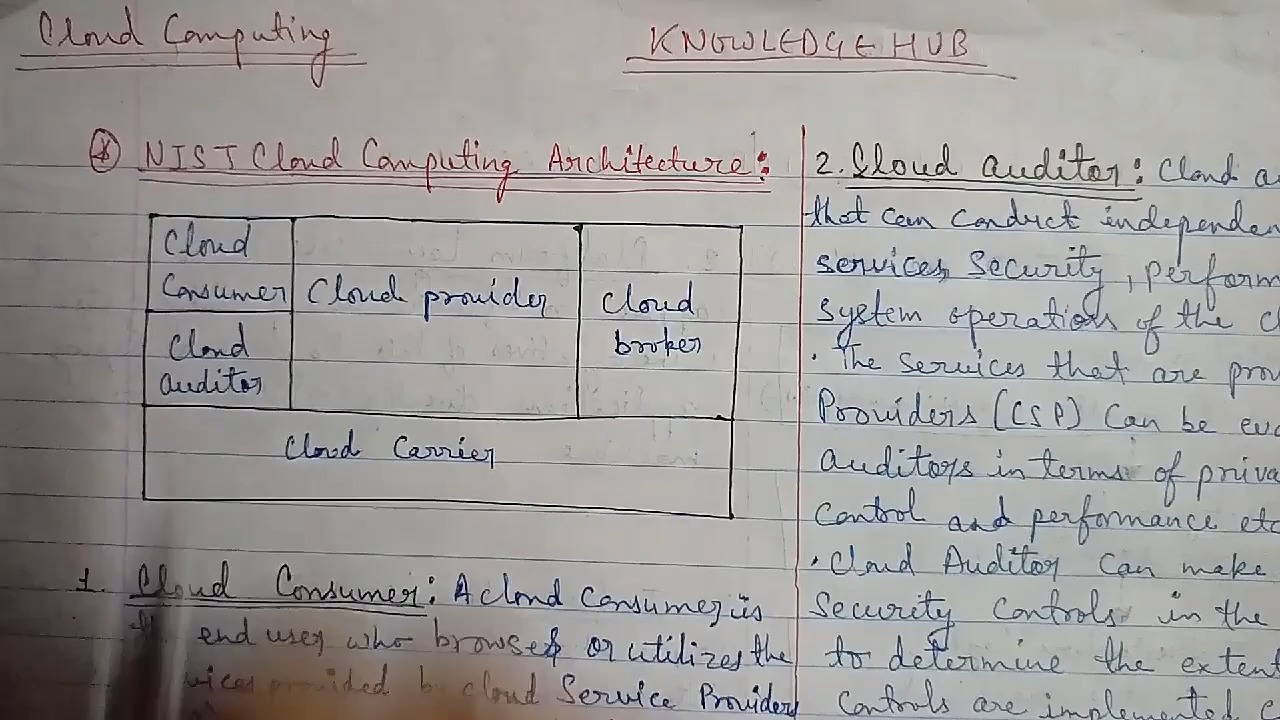 Cloud Computing
KNOWLEDGE HUB
NIST Cloud Computing Architecture:
Cloud
Consumer
Cloud provider
Cloud
broker
Cloud
auditor
Cloud Carrier
1. Cloud Consumer: A cloud consumer is
end user who browses or utilizes the
provided by cloud Service Providers
2. Cloud auditor: Cloud a
that can conduct independen
services, Security, perform
system operations of the c
· The services that are prov
Providers (CSP) Can be eva
auditors in terms of priva
control and performance etc
· Cloud Auditor Can make
Security Controls in the
to determine the extent
Controls are implemented